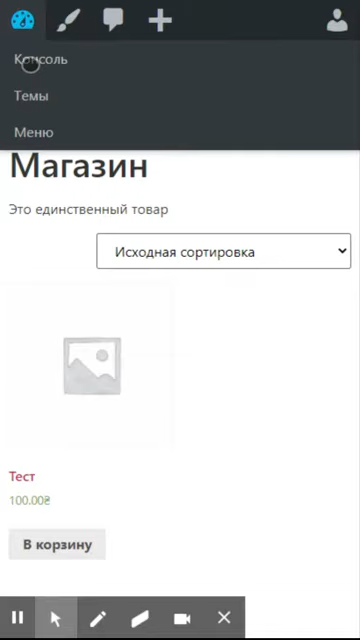 Консоль
Темы
Меню
Магазин
Это единственный товар
Исходная сортировка
Тест
100.00₴
В корзину